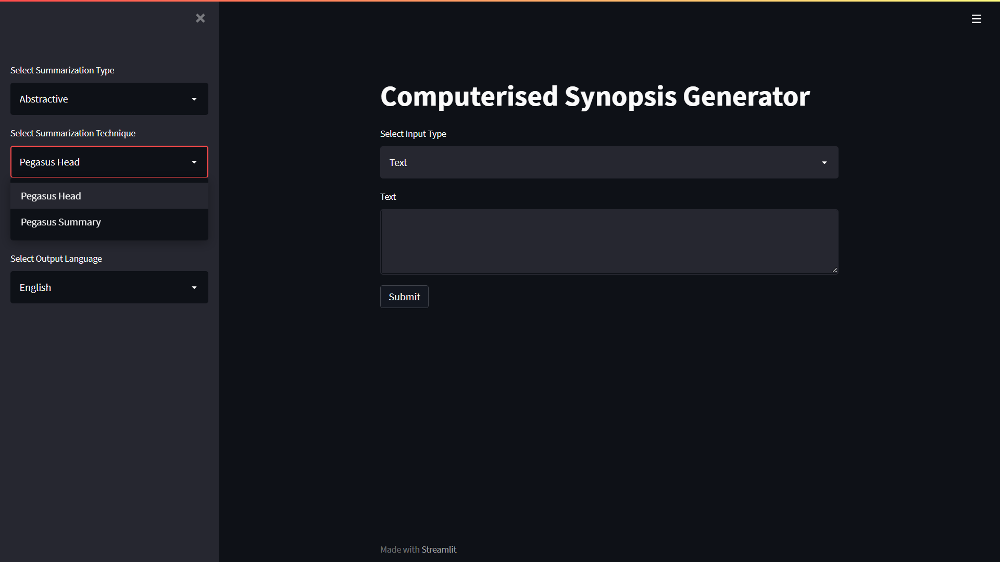 Select Summarization Type
Abstractive
Select Summarization Technique
Pegasus Head
Pegasus Head
Pegasus Summary
Select Output Language
English
Computerised Synopsis Generator
Select Input Type
Text
Text
Submit
Made with Streamlit